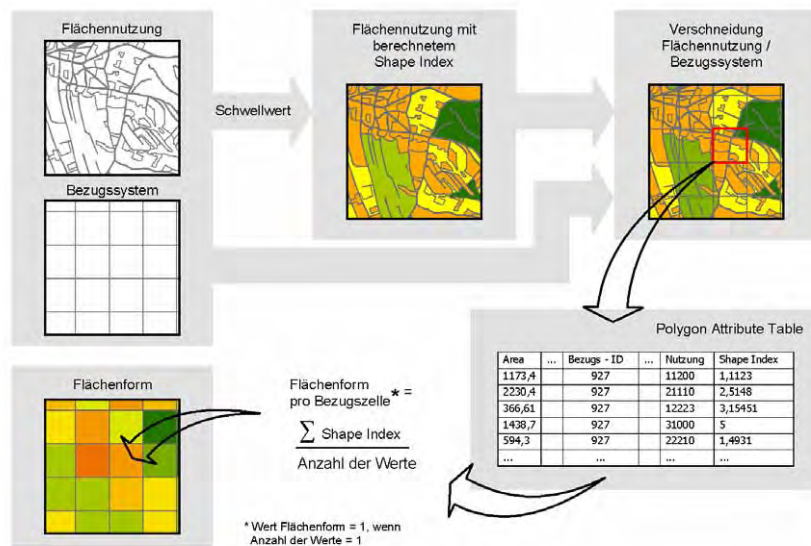 Flächennutzung
Schwellwert
Flächennutzung mit
berechnetem
Shape Index
Verschneidung
Flächennutzung /
Bezugssystem
Bezugssystem
Polygon Attribute Table
Area ... Bezugs - ID ... Nutzung Shape Index
1173,4 927 11200 1,1123
2230,4 927 21110 2,5148
366,61 927 12223 3,15451
1438,7 927 31000 5
594,3 927 22210 1,4931
... ... ... ...
Flächenform
Flächenform
pro Bezugszelle * =
∑ Shape Index
Anzahl der Werte
* Wert Flächenform = 1, wenn
Anzahl der Werte = 1